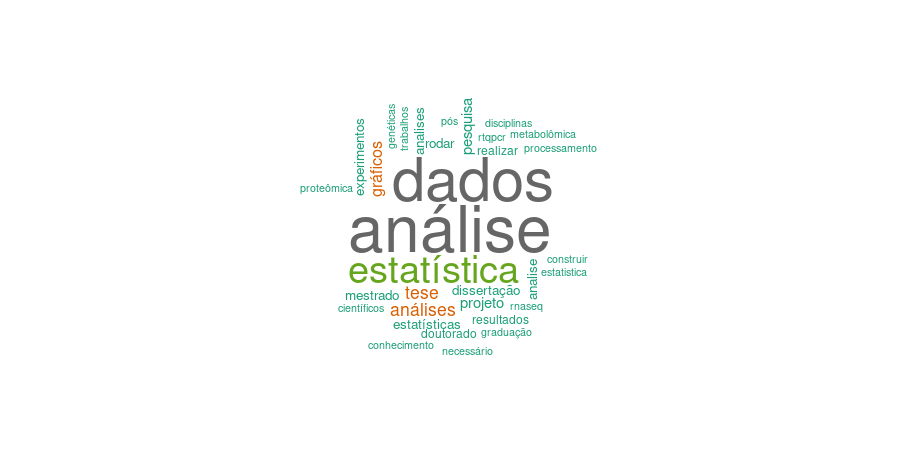 genéticas
trabalhos
analises
pós
pesquisa
disciplinas
experimentos
gráficos
rodar
rtqpcr
metabolômica
realizar
processamento
proteômica
dados
análise
estatística
analise
construir
estatistica
mestrado
tese
dissertação
científicos
análises
projeto
rnaseq
estatísticas
resultados
doutorado
graduação
conhecimento
necessário